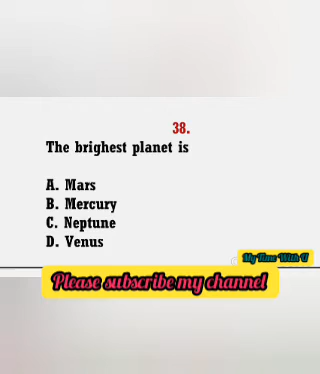 38.
The brighest planet is
A. Mars
B. Mercury
C. Neptune
D. Venus
My Time With U
Please subscribe my channel